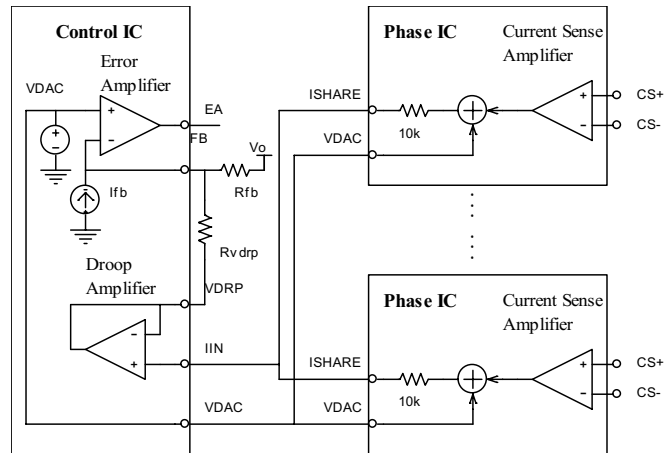 Control IC
Error
Amplifier
VDAC
+
-
+
-
EA
FB
Vo
Rfb
Ifb
Rvdrp
Droop
Amplifier
VDRP
-
+
IIN
VDAC
Phase IC
Current Sense
Amplifier
ISHARE
10k
VDAC
+
-
CS+
CS-
Phase IC
Current Sense
Amplifier
ISHARE
10k
VDAC
+
-
CS+
CS-